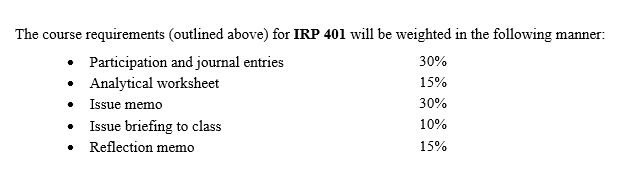 The course requirements (outlined above) for IRP 401 will be weighted in the following manner:
• Participation and journal entries 30%
• Analytical worksheet 15%
• Issue memo 30%
• Issue briefing to class 10%
• Reflection memo 15%